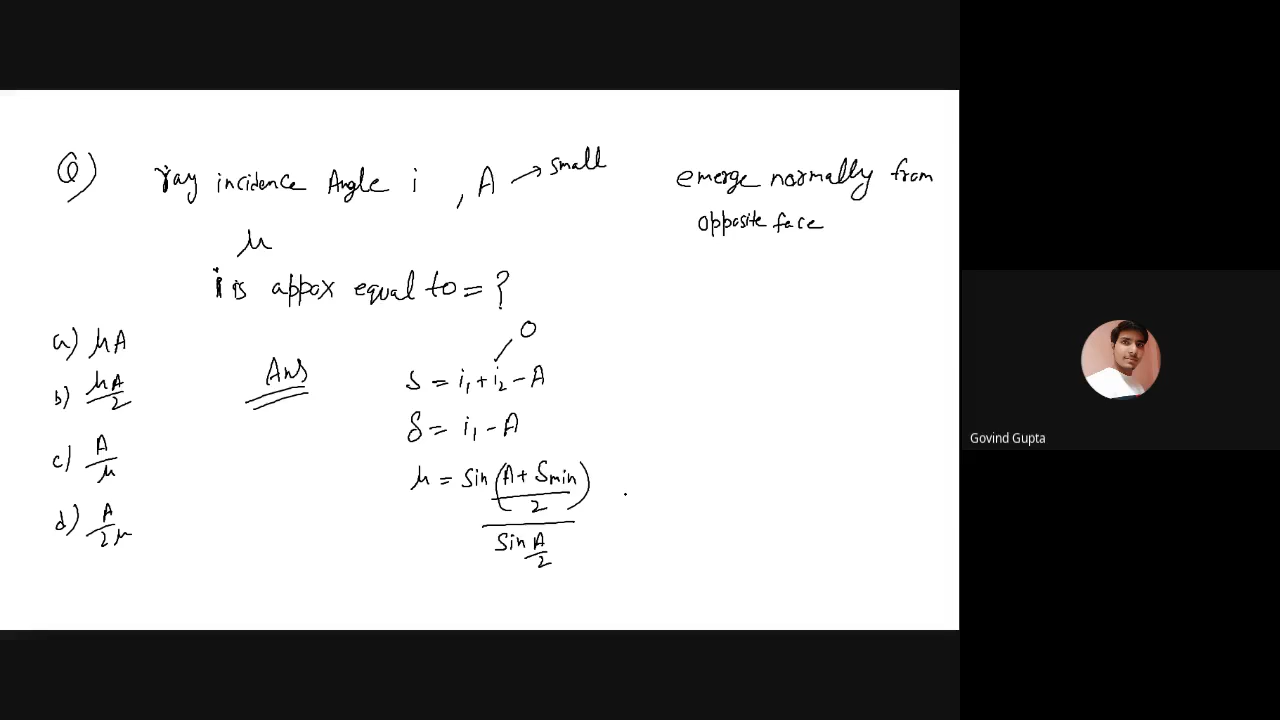 Q) ray incidence Angle i , A → small emerge normally from
opposite face
μ
i is appox equal to = ?
a) μA
b) μA/2
c) A/μ
d) A/2μ
Ans
0
δ = i₁ + i₂ - A
δ = i₁ - A
μ = sin (A + δmin / 2)
sin A/2
Govind Gupta